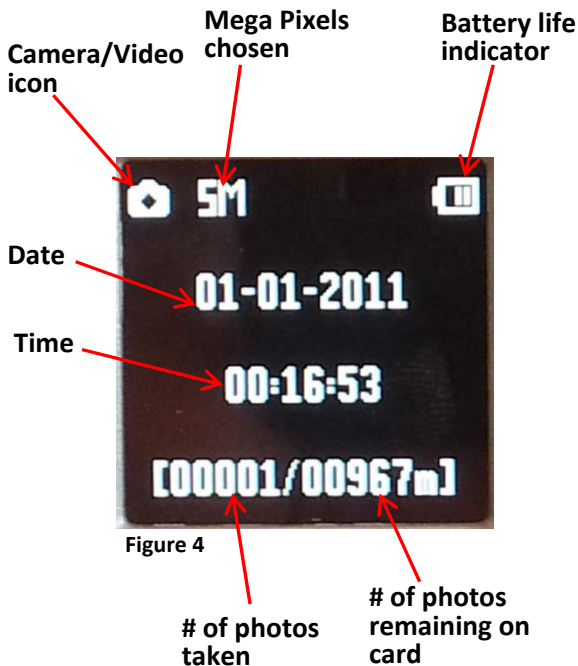 Mega Pixels
chosen
Battery life
indicator
Camera/Video
icon
5M
Date
01-01-2011
Time
00:16:53
[00001/00967m]
Figure 4
# of photos
taken
# of photos
remaining on
card